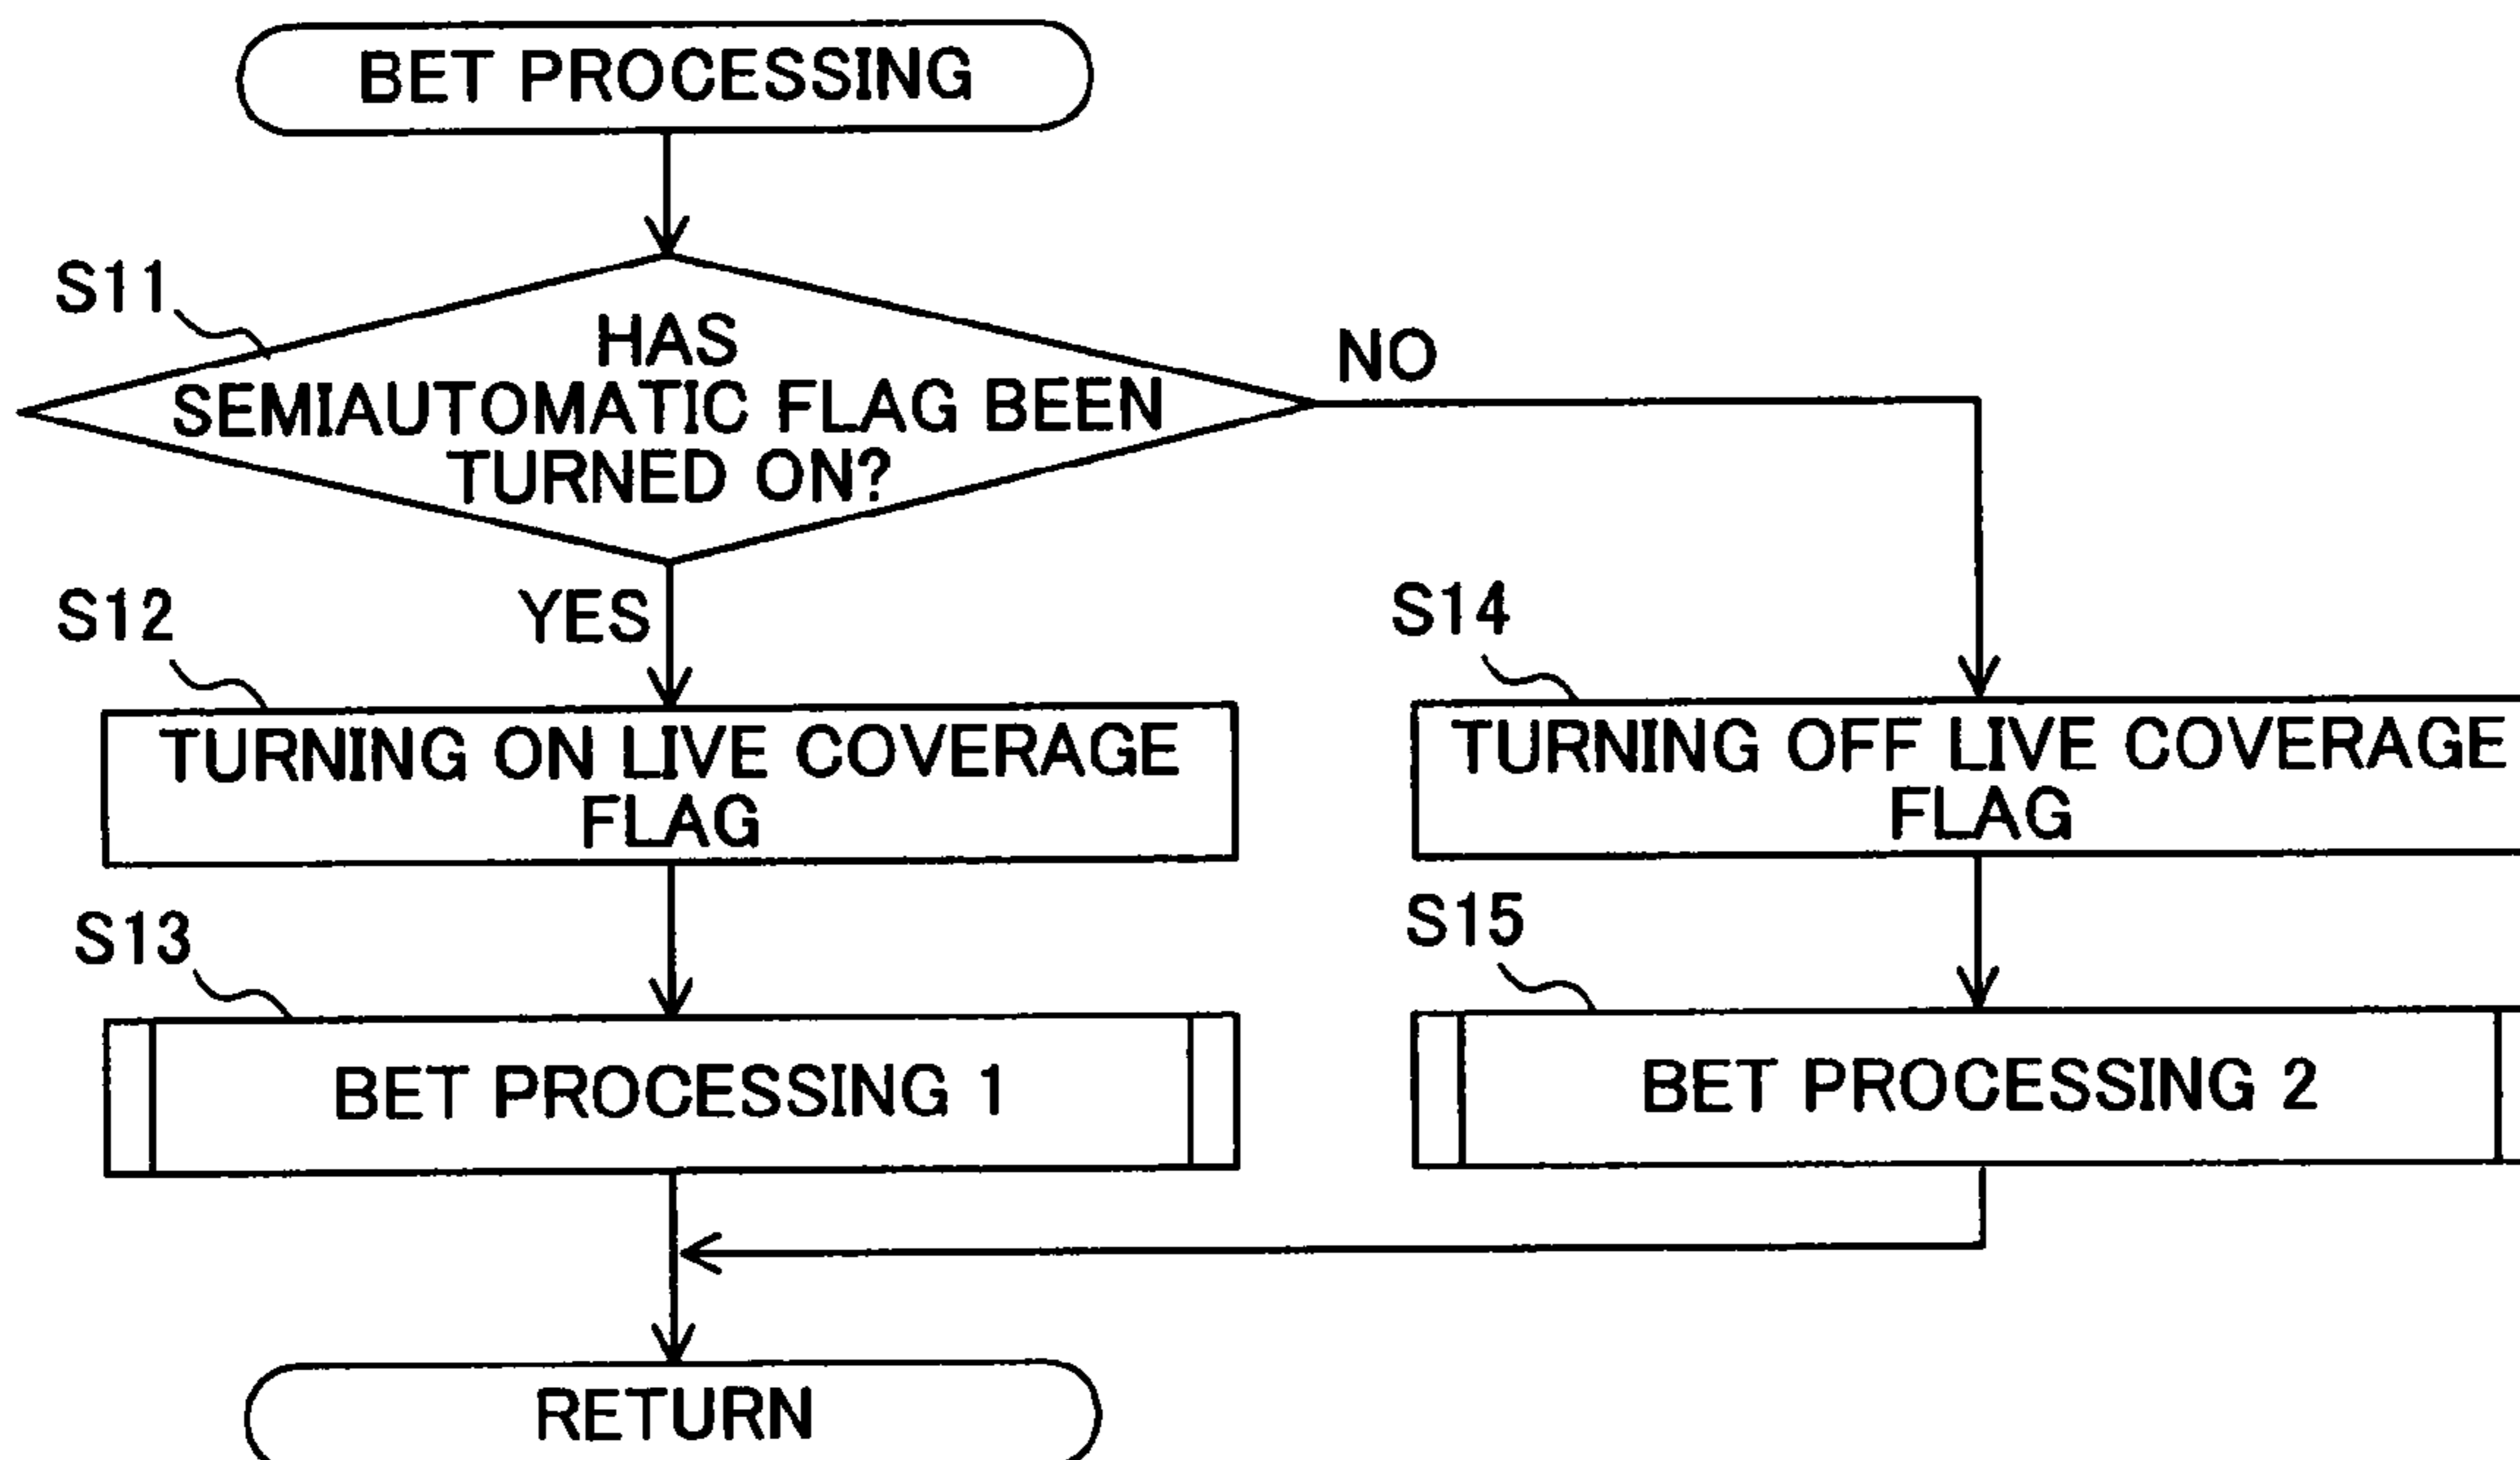 BET PROCESSING
S11
HAS
SEMIAUTOMATIC FLAG BEEN
TURNED ON?
NO
YES
S12
TURNING ON LIVE COVERAGE
FLAG
S14
TURNING OFF LIVE COVERAGE
FLAG
S13
BET PROCESSING 1
S15
BET PROCESSING 2
RETURN